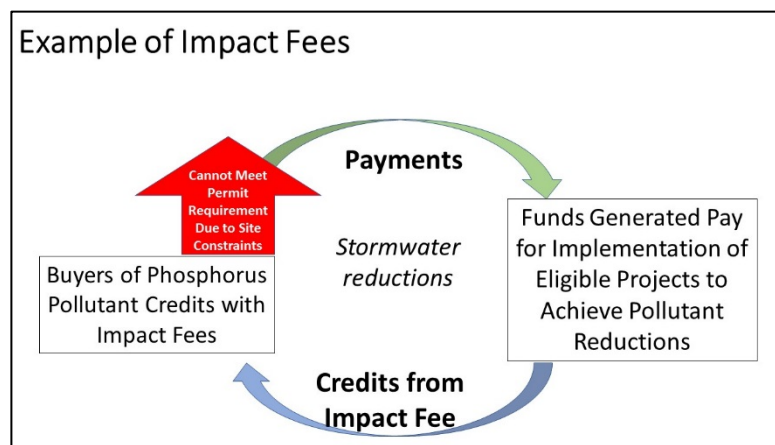 Example of Impact Fees
Payments
Cannot Meet
Permit
Requirement
Due to Site
Constraints
Stormwater
reductions
Buyers of Phosphorus
Pollutant Credits with
Impact Fees
Funds Generated Pay
for Implementation of
Eligible Projects to
Achieve Pollutant
Reductions
Credits from
Impact Fee